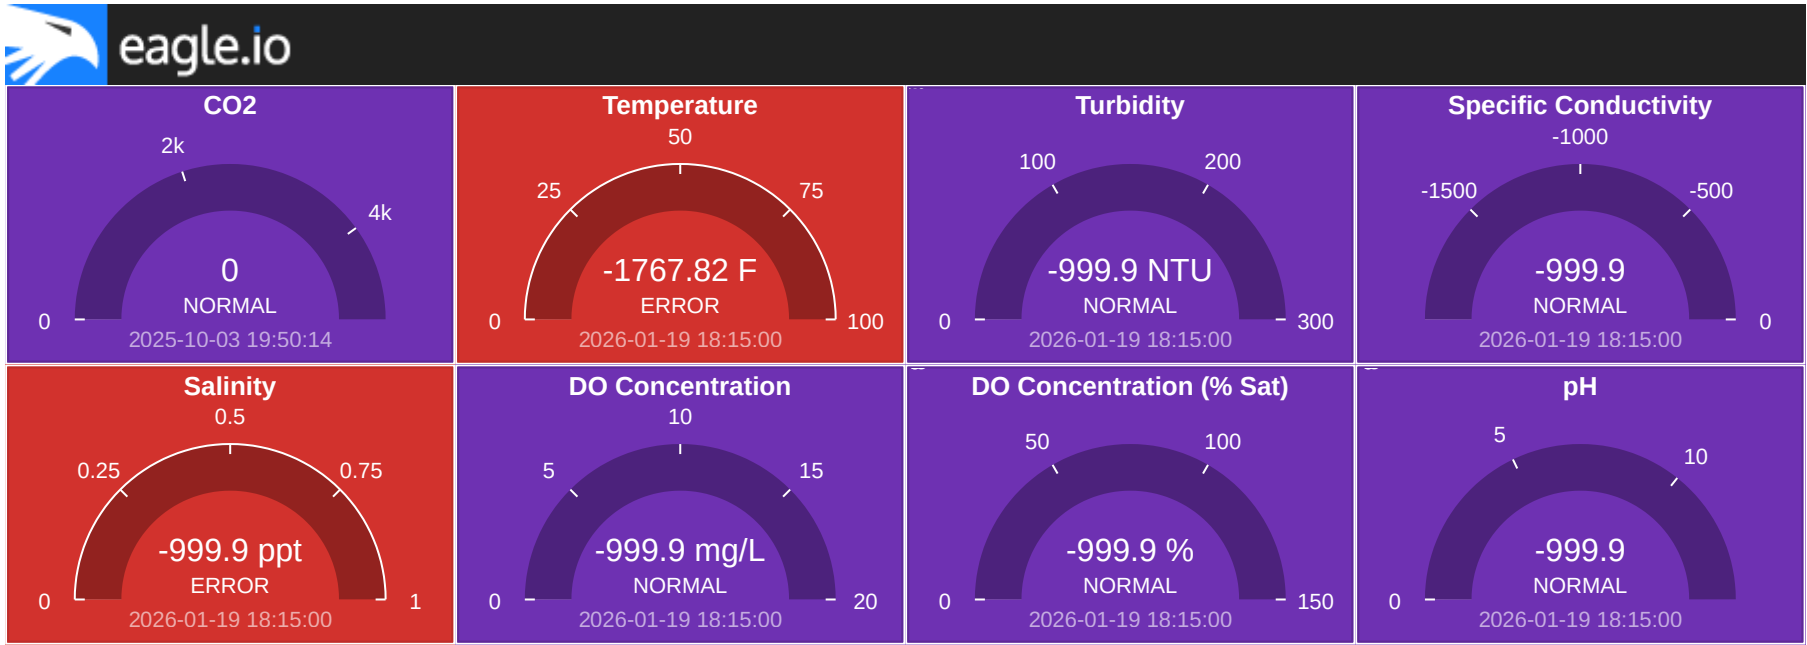 eagle.io
CO2
2k
4k
0
NORMAL
0
2025-10-03 19:50:14
Temperature
50
25
75
-1767.82 F
ERROR
0
100
2026-01-19 18:15:00
Turbidity
100
200
-999.9 NTU
NORMAL
0
300
2026-01-19 18:15:00
Specific Conductivity
-1000
-1500
-500
-999.9
NORMAL
0
2026-01-19 18:15:00
Salinity
0.5
0.25
0.75
-999.9 ppt
ERROR
0
1
2026-01-19 18:15:00
DO Concentration
10
5
15
-999.9 mg/L
NORMAL
0
20
2026-01-19 18:15:00
DO Concentration (% Sat)
50
100
-999.9 %
NORMAL
0
150
2026-01-19 18:15:00
pH
5
10
-999.9
NORMAL
0
2026-01-19 18:15:00